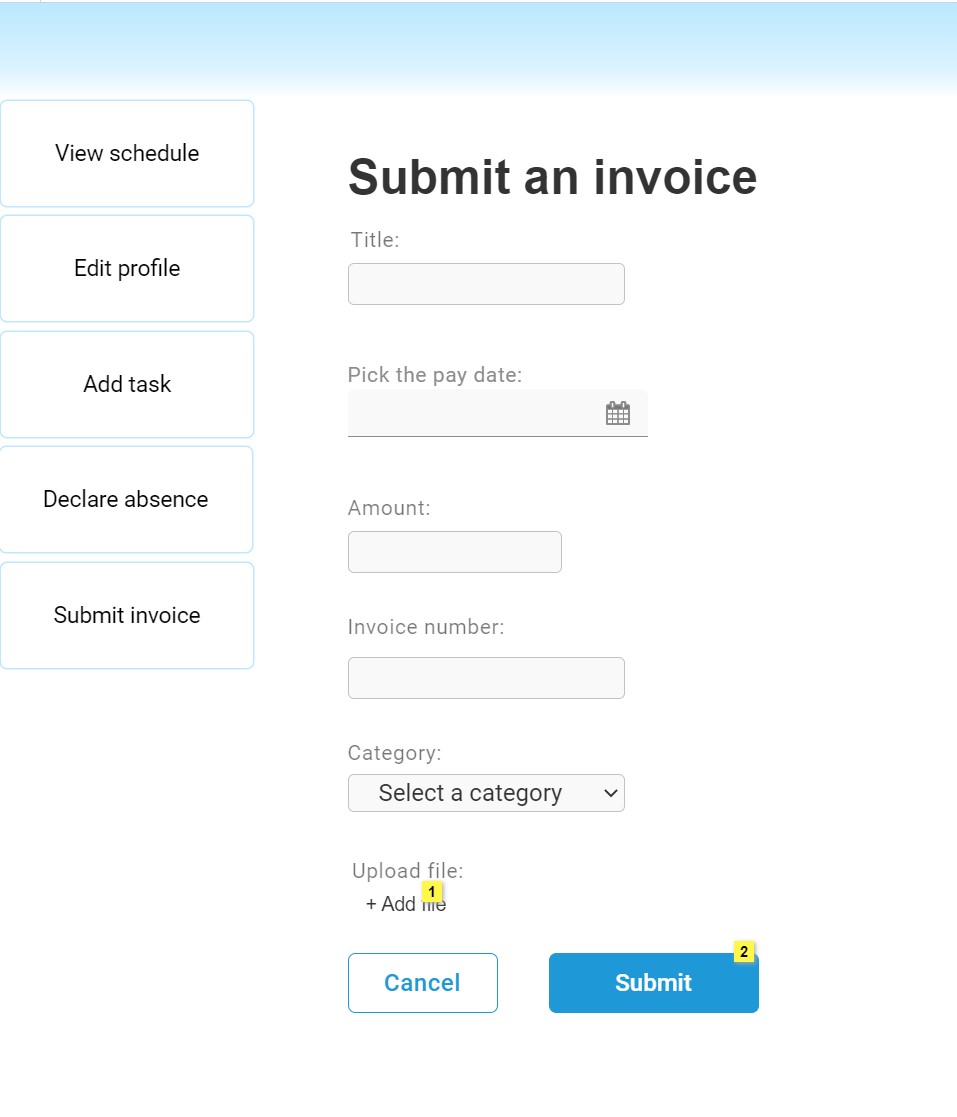 View schedule
Edit profile
Add task
Declare absence
Submit invoice
Submit an invoice
Title:
Pick the pay date:
Amount:
Invoice number:
Category:
Select a category
Upload file:
1
+ Add file
2
Cancel
Submit